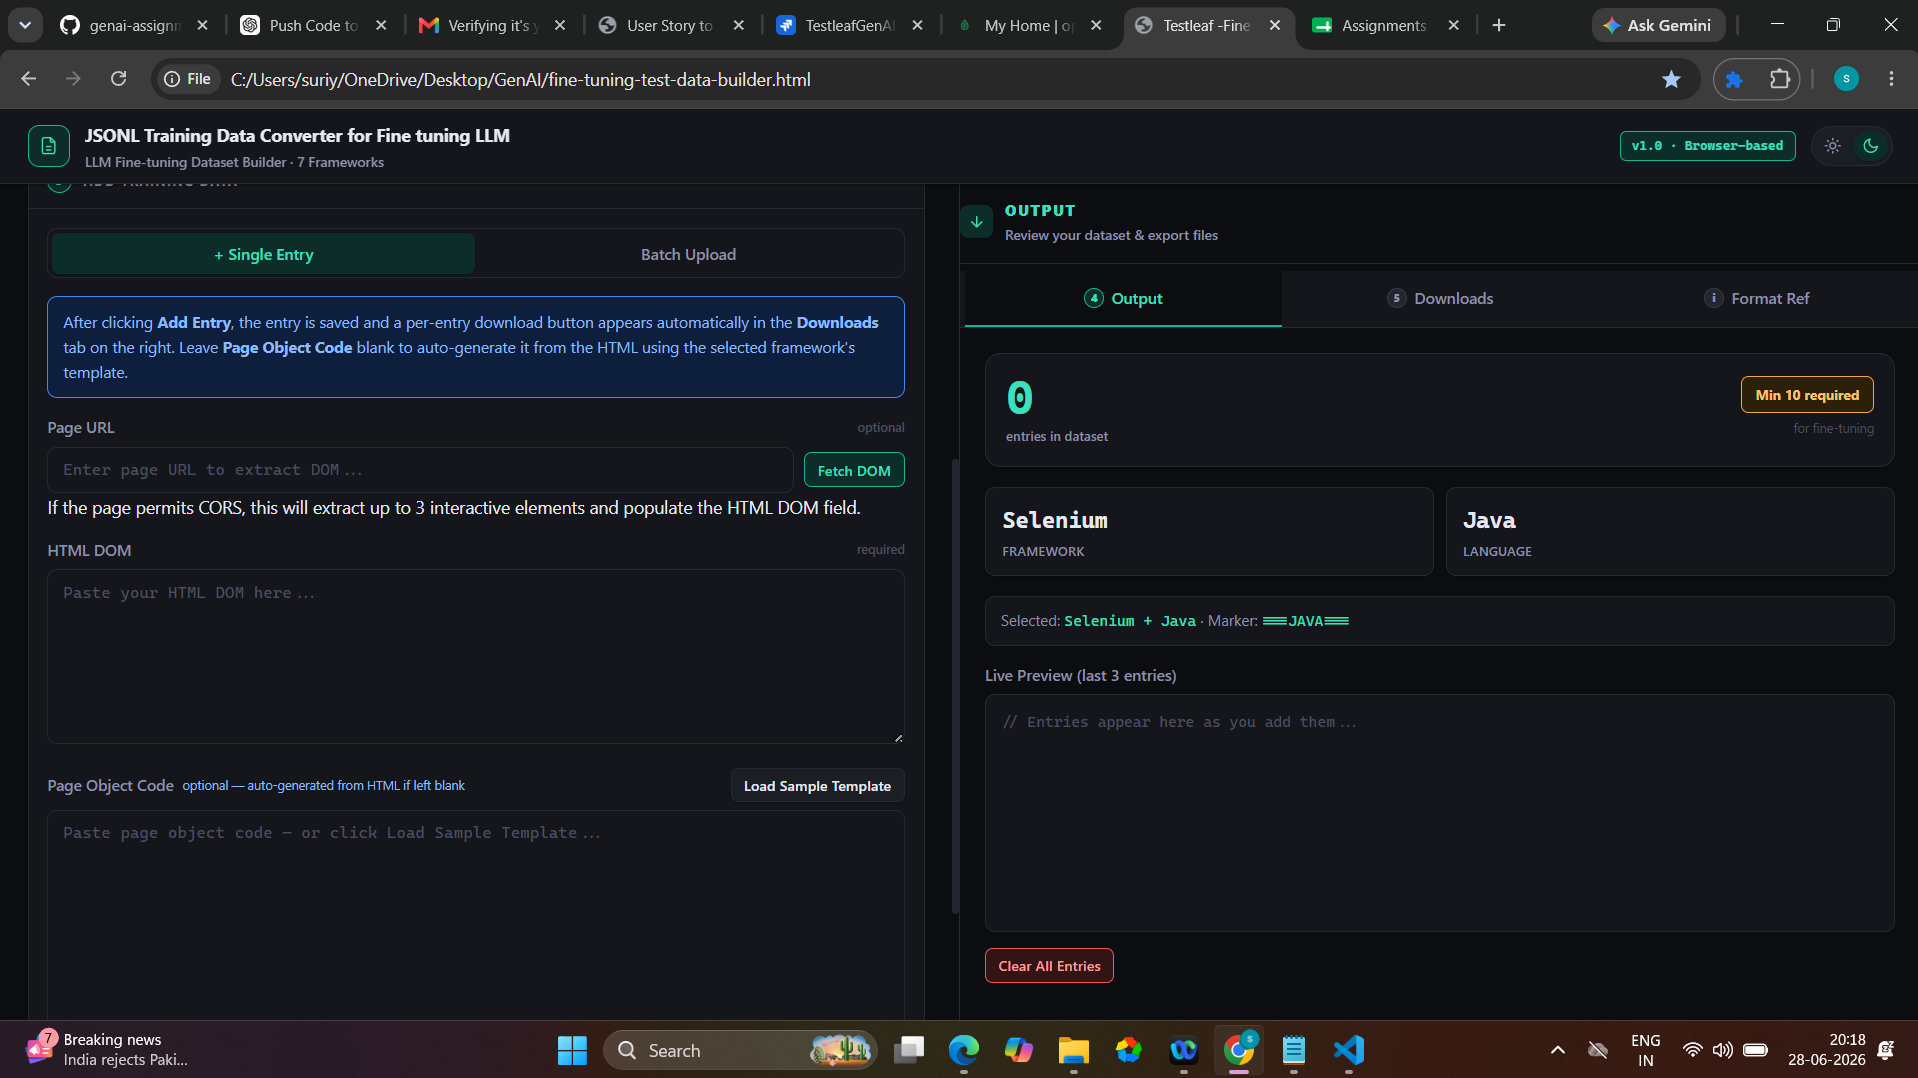 genai-assignn
Push Code to
Verifying it's y
User Story to
TestleafGenAI
My Home | o
Testleaf -Fine
Assignments
Ask Gemini
File
C:/Users/suriy/OneDrive/Desktop/GenAI/fine-tuning-test-data-builder.html
S
JSONL Training Data Converter for Fine tuning LLM
LLM Fine-tuning Dataset Builder · 7 Frameworks
v1.0 · Browser-based
ADD TRAINING DATA
+ Single Entry
Batch Upload
After clicking Add Entry, the entry is saved and a per-entry download button appears automatically in the Downloads
tab on the right. Leave Page Object Code blank to auto-generate it from the HTML using the selected framework's
template.
Page URL
optional
Enter page URL to extract DOM...
Fetch DOM
If the page permits CORS, this will extract up to 3 interactive elements and populate the HTML DOM field.
HTML DOM
required
Paste your HTML DOM here...
Page Object Code optional — auto-generated from HTML if left blank
Load Sample Template
Paste page object code — or click Load Sample Template...
OUTPUT
Review your dataset & export files
4 Output
5 Downloads
i Format Ref
0
entries in dataset
Min 10 required
for fine-tuning
Selenium
FRAMEWORK
Java
LANGUAGE
Selected: Selenium + Java · Marker: ===JAVA===
Live Preview (last 3 entries)
// Entries appear here as you add them...
Clear All Entries
7
Breaking news
India rejects Paki...
Search
S
ENG
IN
20:18
28-06-2026